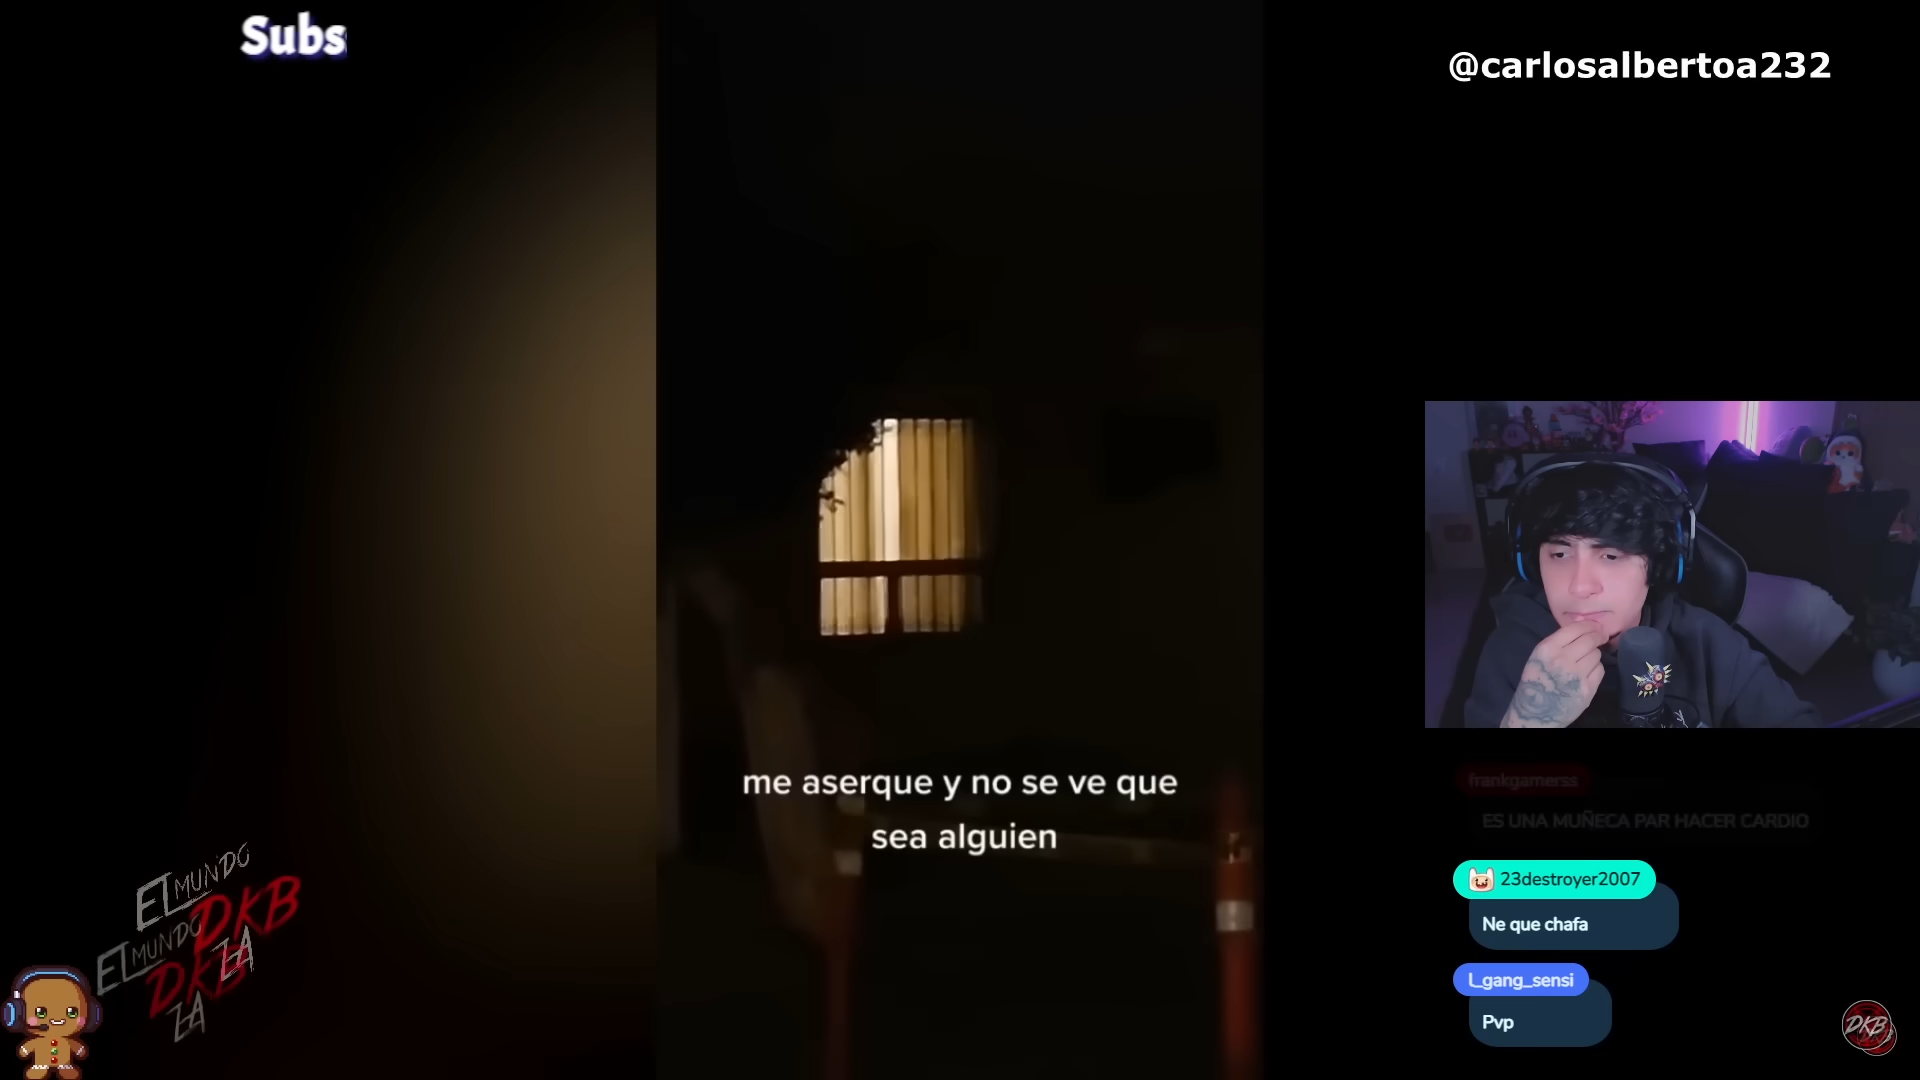 Subs
@carlosalbertoa232
me aserque y no se ve que
sea alguien
frankgamerss
ES UNA MUÑECA PAR HACER CARDIO
23destroyer2007
Ne que chafa
l_gang_sensi
Pvp
EL MUNDO
DKB
ZA
EL MUNDO
DKB
ZA
DKB